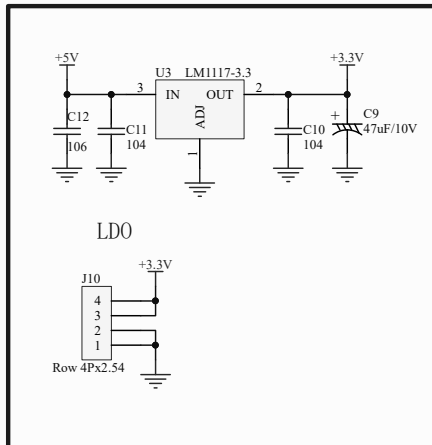 +5V
+3.3V
U3 LM1117-3.3
3 IN OUT 2
ADJ
1
C12
106
C11
104
C10
104
+ C9
47uF/10V
LDO
+3.3V
J10
4
3
2
1
Row 4Px2.54